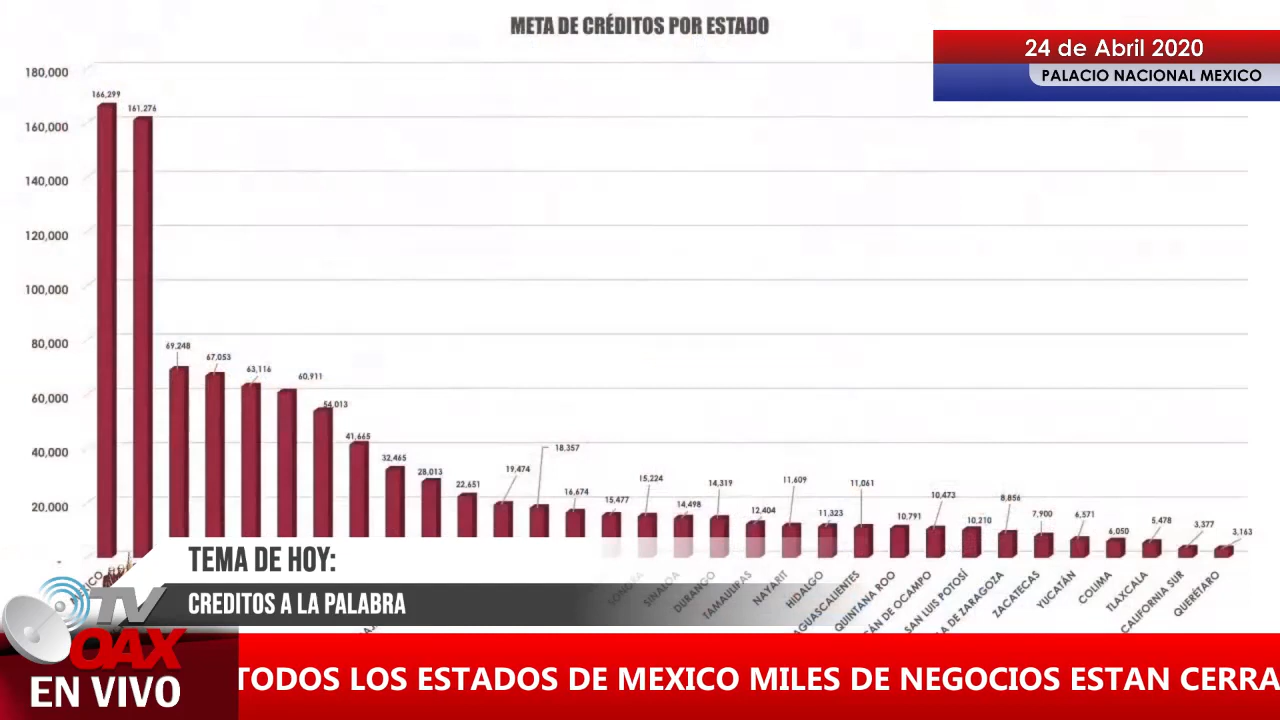 META DE CRÉDITOS POR ESTADO
24 de Abril 2020
PALACIO NACIONAL MEXICO
180,000
160,000
140,000
120,000
100,000
80,000
60,000
40,000
20,000
-
166,299
161,276
69,248
67,053
63,116
60,911
54,013
41,665
32,465
28,013
22,651
19,474
18,357
16,674
15,477
15,224
14,498
14,319
12,404
11,609
11,323
11,061
10,791
10,473
10,210
8,856
7,900
6,571
6,050
5,478
3,377
3,163
SONORA
SINALOA
DURANGO
TAMAULIPAS
NAYARIT
HIDALGO
AGUASCALIENTES
QUINTANA ROO
CÁN DE OCAMPO
SAN LUIS POTOSÍ
A DE ZARAGOZA
ZACATECAS
YUCATÁN
COLIMA
TLAXCALA
CALIFORNIA SUR
QUERÉTARO
TEMA DE HOY:
CREDITOS A LA PALABRA
TV
OAX
EN VIVO
TODOS LOS ESTADOS DE MEXICO MILES DE NEGOCIOS ESTAN CERRA